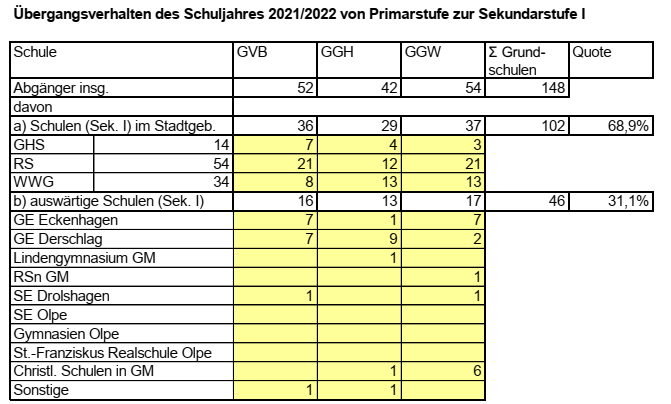 Übergangsverhalten des Schuljahres 2021/2022 von Primarstufe zur Sekundarstufe I
Schule GVB GGH GGW Σ Grund-schulen Quote
Abgänger insg. 52 42 54 148
davon
a) Schulen (Sek. I) im Stadtgeb. 36 29 37 102 68,9%
GHS 14 7 4 3
RS 54 21 12 21
WWG 34 8 13 13
b) auswärtige Schulen (Sek. I) 16 13 17 46 31,1%
GE Eckenhagen 7 1 7
GE Derschlag 7 9 2
Lindengymnasium GM 1
RSn GM 1
SE Drolshagen 1 1
SE Olpe
Gymnasien Olpe
St.-Franziskus Realschule Olpe
Christl. Schulen in GM 1 6
Sonstige 1 1